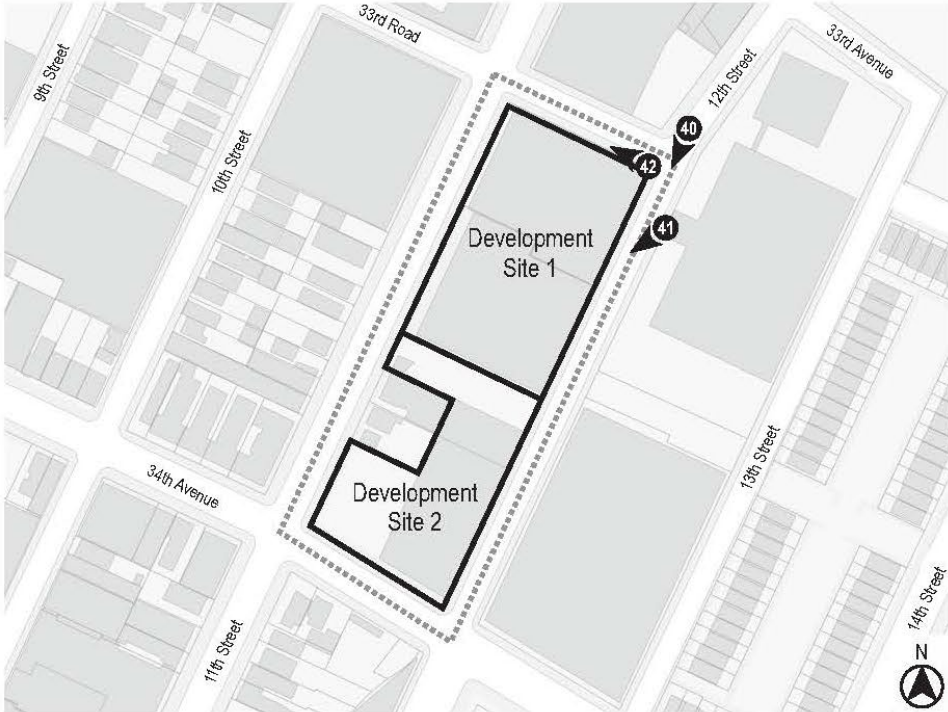 33rd Road
33rd Avenue
9th Street
12th Street
40
10th Street
42
41
Development
Site 1
13th Street
34th Avenue
Development
Site 2
14th Street
11th Street
N